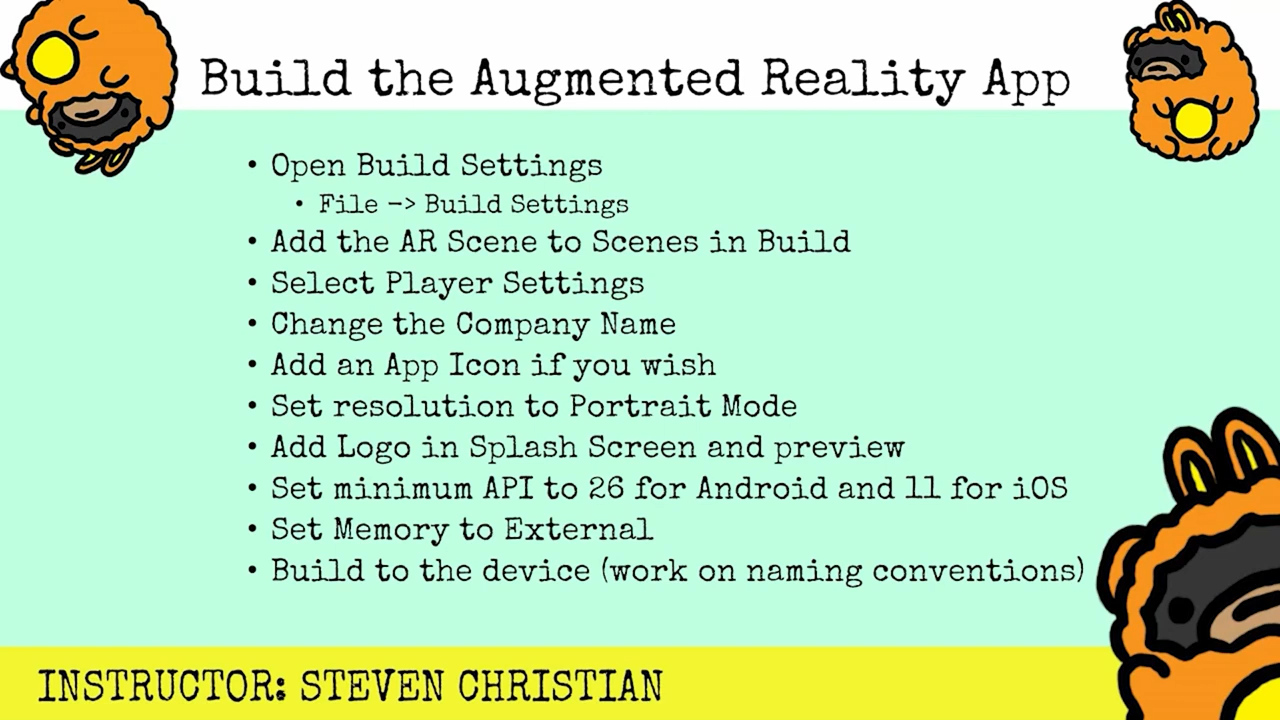 Build the Augmented Reality App
• Open Build Settings
• File -> Build Settings
• Add the AR Scene to Scenes in Build
• Select Player Settings
• Change the Company Name
• Add an App Icon if you wish
• Set resolution to Portrait Mode
• Add Logo in Splash Screen and preview
• Set minimum API to 26 for Android and 11 for iOS
• Set Memory to External
• Build to the device (work on naming conventions)
INSTRUCTOR: STEVEN CHRISTIAN